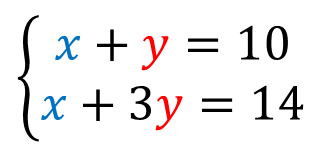 x + y = 10
x + 3y = 14